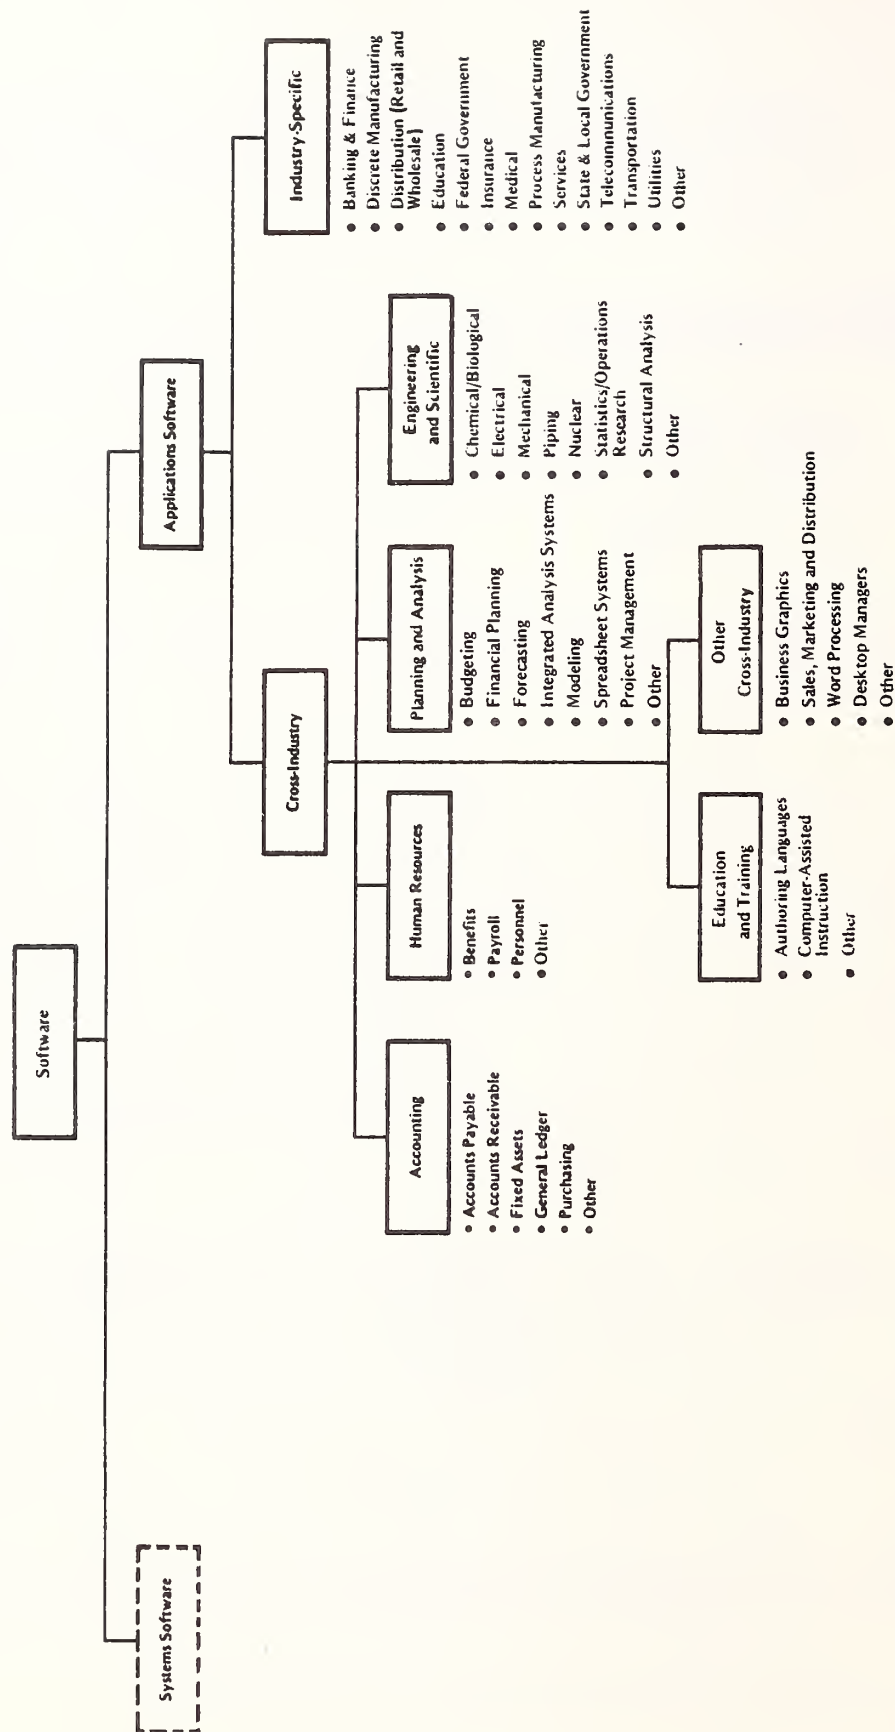 Software
Systems Software
Applications Software
Cross-Industry
Industry-Specific
• Banking & Finance
• Discrete Manufacturing
• Distribution (Retail and
Wholesale)
• Education
• Federal Government
• Insurance
• Medical
• Process Manufacturing
• Services
• State & Local Government
• Telecommunications
• Transportation
• Utilities
• Other
Accounting
• Accounts Payable
• Accounts Receivable
• Fixed Assets
• General Ledger
• Purchasing
• Other
Human Resources
• Benefits
• Payroll
• Personnel
• Other
Planning and Analysis
• Budgeting
• Financial Planning
• Forecasting
• Integrated Analysis Systems
• Modeling
• Spreadsheet Systems
• Project Management
• Other
Engineering
and Scientific
• Chemical/Biological
• Electrical
• Mechanical
• Piping
• Nuclear
• Statistics/Operations
Research
• Structural Analysis
• Other
Education
and Training
• Authoring Languages
• Computer-Assisted
Instruction
• Other
Other
Cross-Industry
• Business Graphics
• Sales, Marketing and Distribution
• Word Processing
• Desktop Managers
• Other